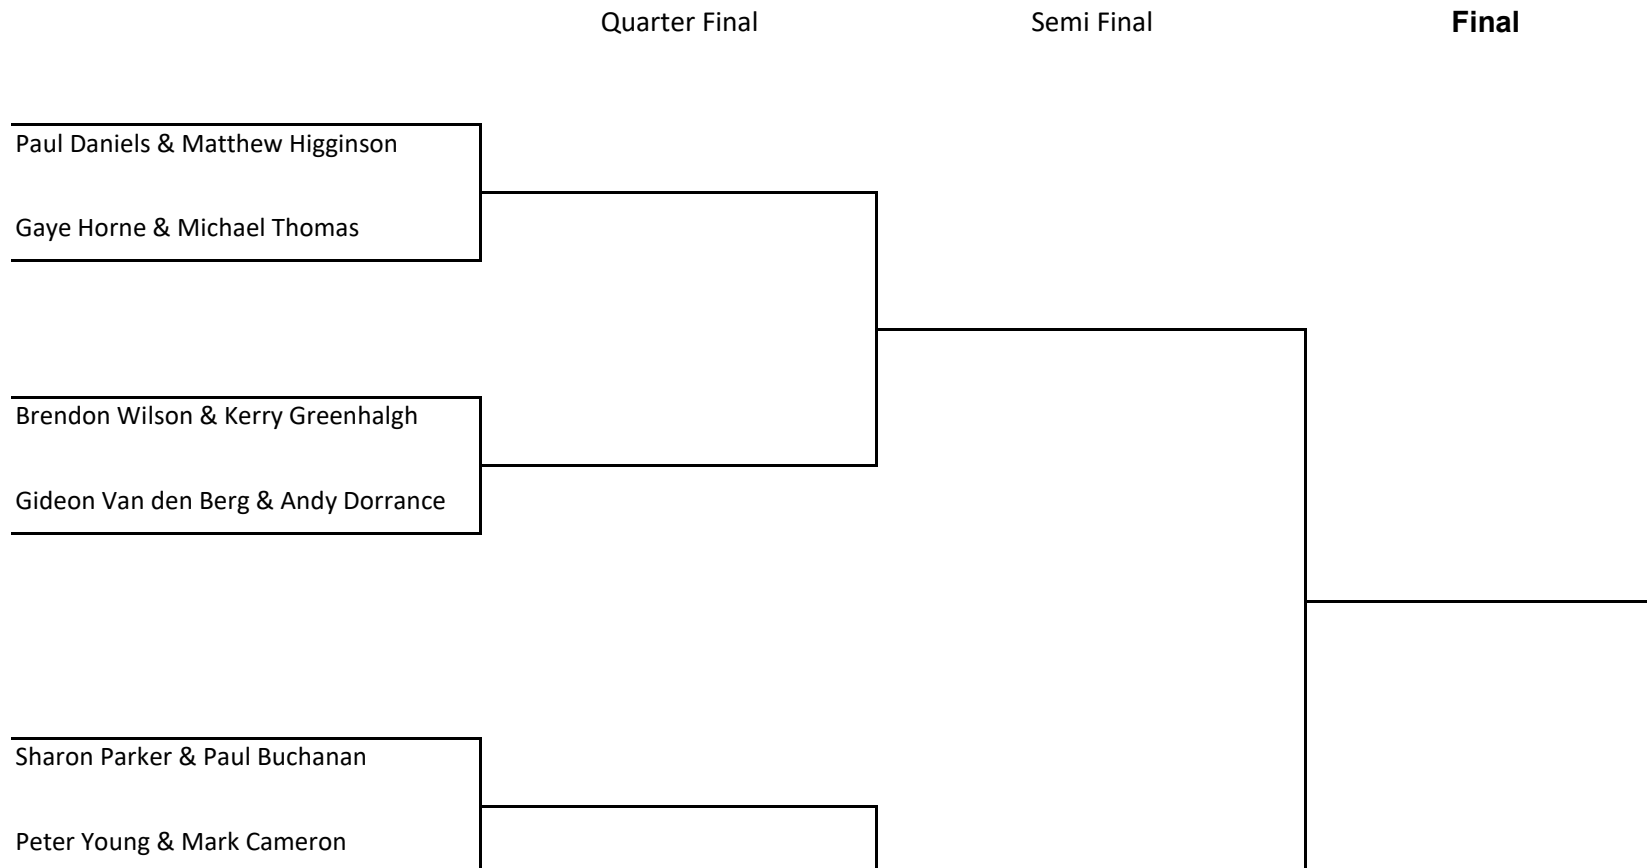 Quarter Final Semi Final Final
Paul Daniels & Matthew Higginson
Gaye Horne & Michael Thomas
Brendon Wilson & Kerry Greenhalgh
Gideon Van den Berg & Andy Dorrance
Sharon Parker & Paul Buchanan
Peter Young & Mark Cameron